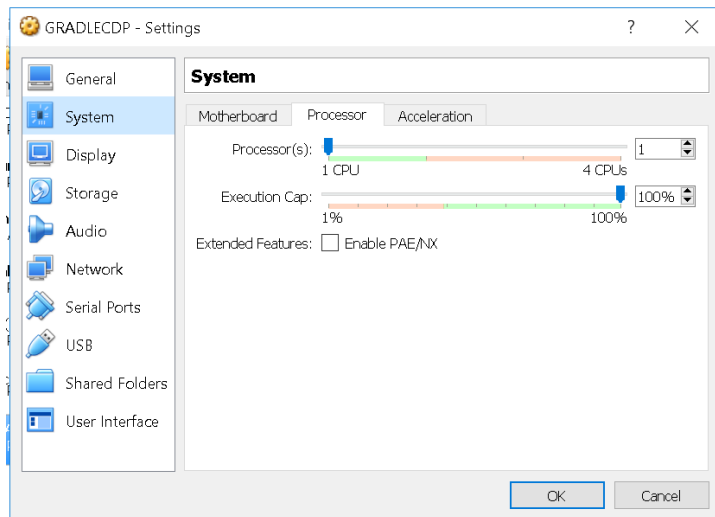 GRADLECDP - Settings
?
General
System
Display
Storage
Audio
Network
Serial Ports
USB
Shared Folders
User Interface
System
Motherboard Processor Acceleration
Processor(s): 1
1 CPU 4 CPUs
Execution Cap: 100%
1% 100%
Extended Features: Enable PAE/NX
OK Cancel